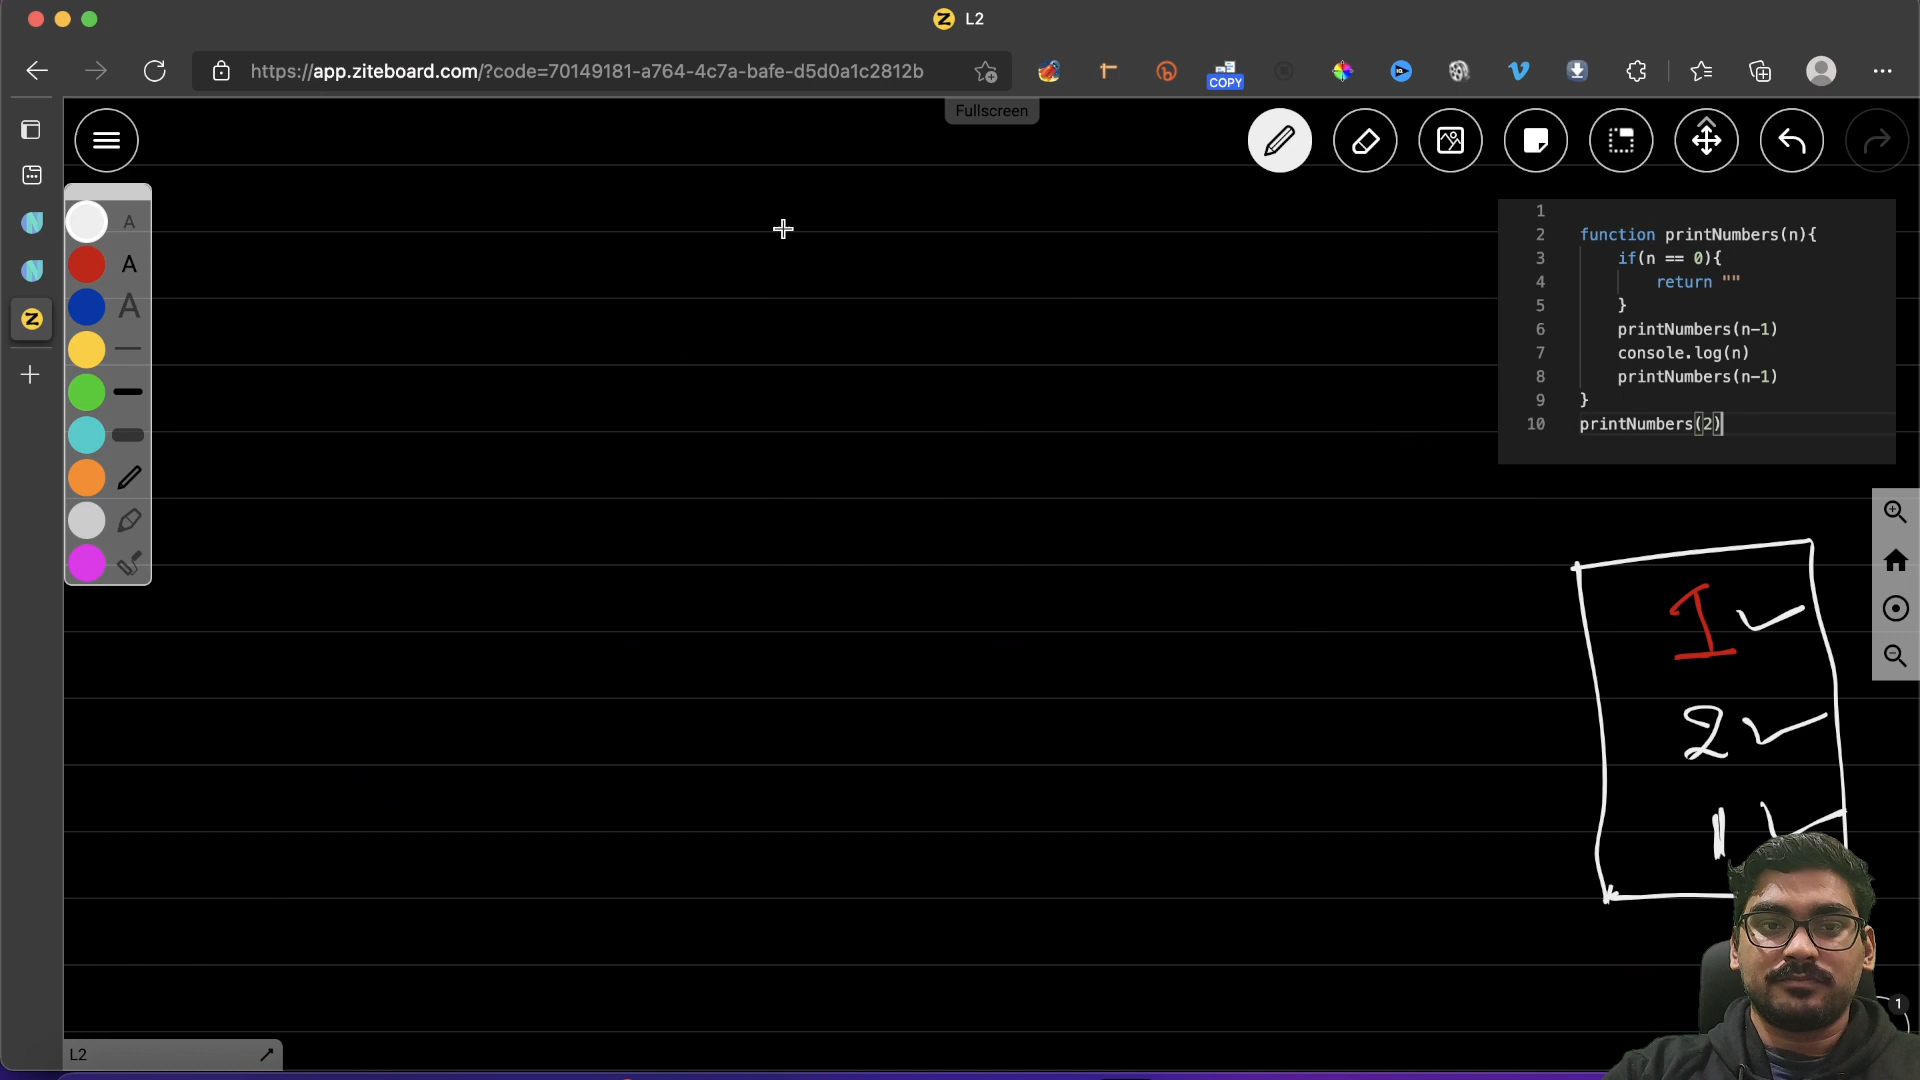 L2
https://app.ziteboard.com/?code=70149181-a764-4c7a-bafe-d5d0a1c2812b
COPY
Fullscreen
A
A
A
1
2 function printNumbers(n){
3 if(n == 0){
4 return ""
5 }
6 printNumbers(n-1)
7 console.log(n)
8 printNumbers(n-1)
9 }
10 printNumbers(2)
1
2
1
1
L2